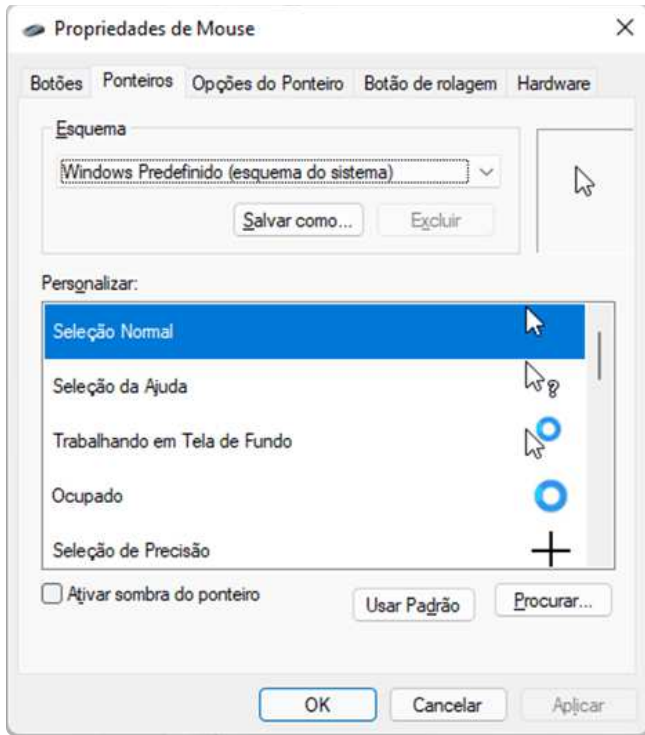 Propriedades de Mouse
Botões Ponteiros Opções do Ponteiro Botão de rolagem Hardware
Esquema
Windows Predefinido (esquema do sistema)
Salvar como... Excluir
Personalizar:
Seleção Normal
Seleção da Ajuda
Trabalhando em Tela de Fundo
Ocupado
Seleção de Precisão
Ativar sombra do ponteiro
Usar Padrão Procurar...
OK Cancelar Aplicar